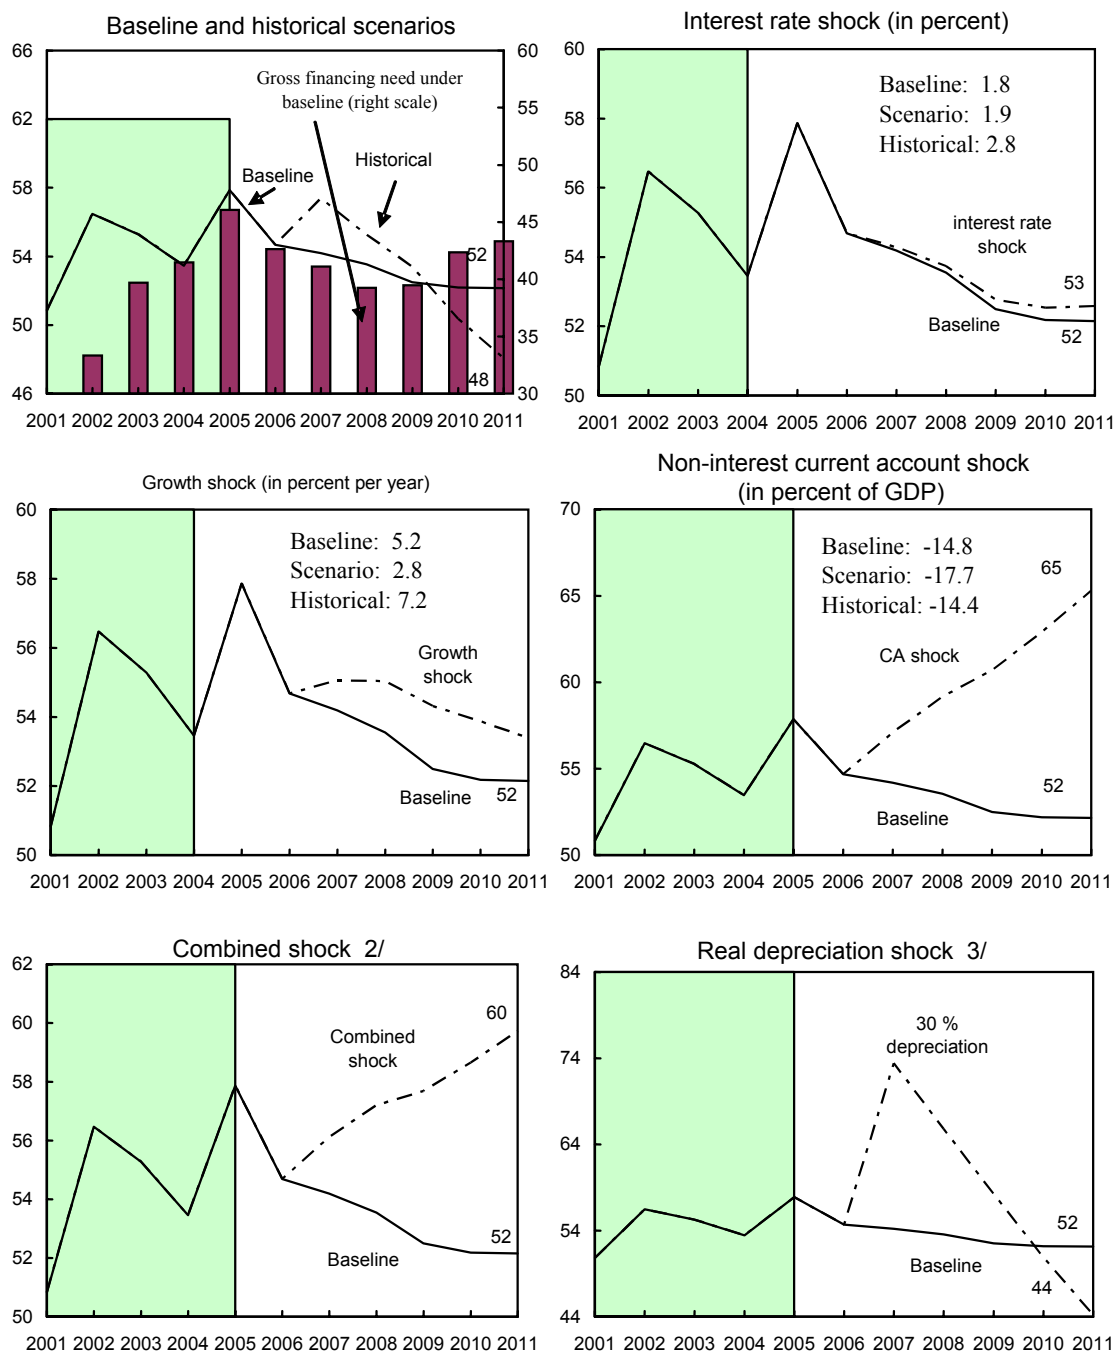 Baseline and historical scenarios
66
62
58
54
50
46
60
55
50
45
40
35
30
Gross financing need under
baseline (right scale)
Baseline
Historical
52
48
2001 2002 2003 2004 2005 2006 2007 2008 2009 2010 2011
Interest rate shock (in percent)
60
58
56
54
52
50
Baseline: 1.8
Scenario: 1.9
Historical: 2.8
interest rate
shock
53
Baseline
52
2001 2002 2003 2004 2005 2006 2007 2008 2009 2010 2011
Growth shock (in percent per year)
60
58
56
54
52
50
Baseline: 5.2
Scenario: 2.8
Historical: 7.2
Growth
shock
Baseline
52
2001 2002 2003 2004 2005 2006 2007 2008 2009 2010 2011
Non-interest current account shock
(in percent of GDP)
70
65
60
55
50
Baseline: -14.8
Scenario: -17.7
Historical: -14.4
65
CA shock
52
Baseline
2001 2002 2003 2004 2005 2006 2007 2008 2009 2010 2011
Combined shock 2/
62
60
58
56
54
52
50
60
Combined
shock
52
Baseline
2001 2002 2003 2004 2005 2006 2007 2008 2009 2010 2011
Real depreciation shock 3/
84
74
64
54
44
30 %
depreciation
52
Baseline
44
2001 2002 2003 2004 2005 2006 2007 2008 2009 2010 2011